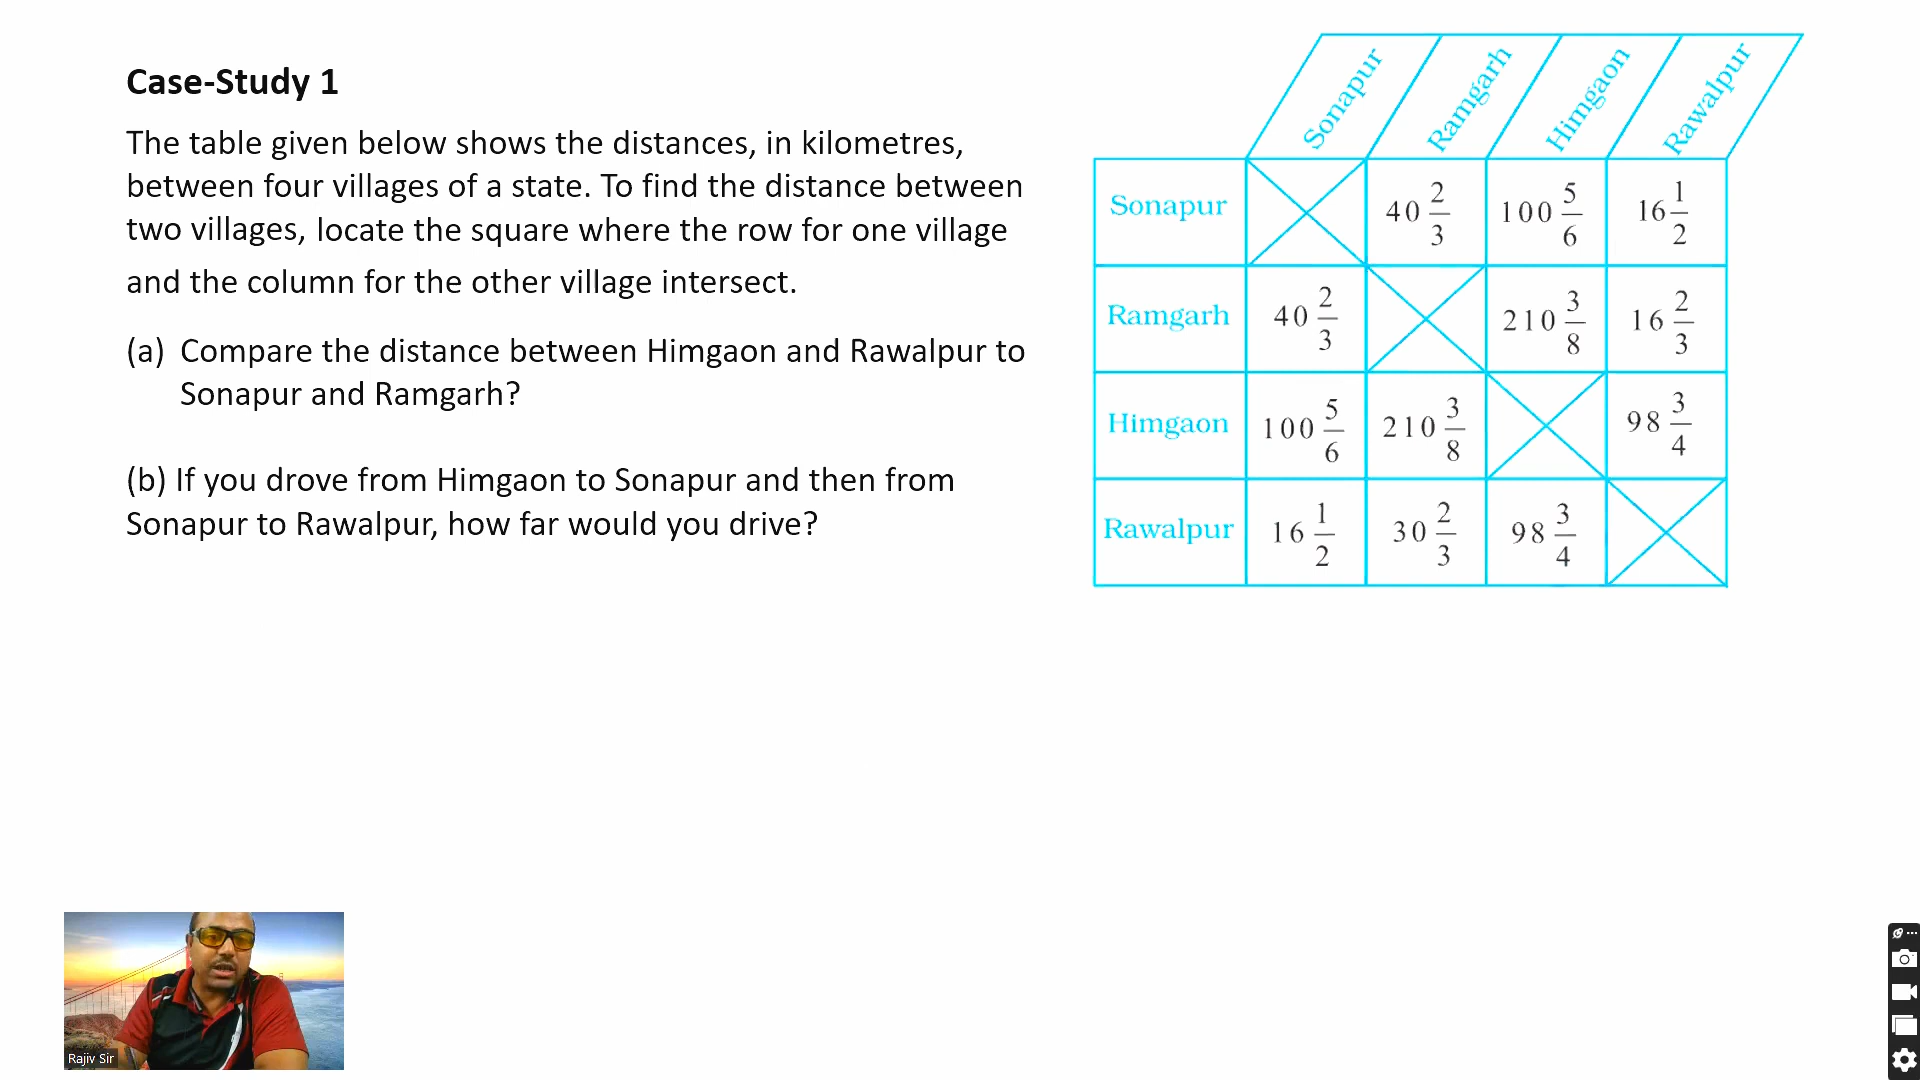 Case-Study 1
The table given below shows the distances, in kilometres,
between four villages of a state. To find the distance between
two villages, locate the square where the row for one village
and the column for the other village intersect.
(a) Compare the distance between Himgaon and Rawalpur to
Sonapur and Ramgarh?
(b) If you drove from Himgaon to Sonapur and then from
Sonapur to Rawalpur, how far would you drive?
Sonapur Ramgarh Himgaon Rawalpur
Sonapur 40 2/3 100 5/6 16 1/2
Ramgarh 40 2/3 210 3/8 16 2/3
Himgaon 100 5/6 210 3/8 98 3/4
Rawalpur 16 1/2 30 2/3 98 3/4
Rajiv Sir